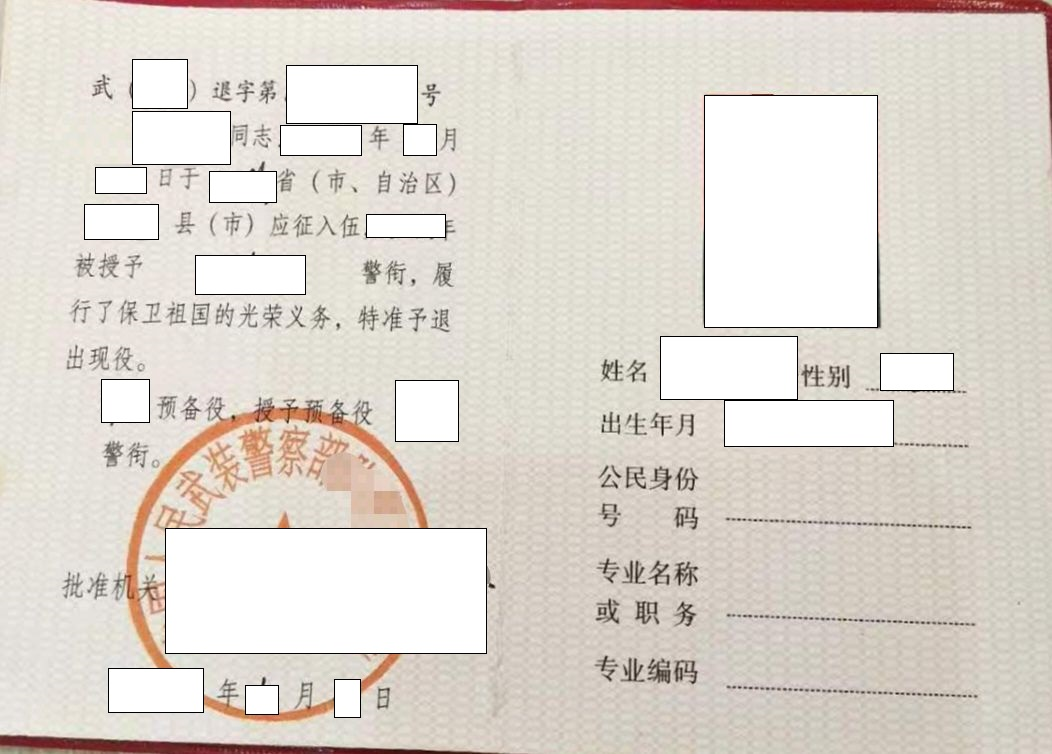 武（ ）退字第 号
同志 年 月
日于 省（市、自治区）
县（市）应征入伍 年
被授予 警衔，履
行了保卫祖国的光荣义务，特准予退
出现役。
预备役，授予预备役
警衔。
民武装警察部
批准机关
年 月 日
姓名 性别
出生年月
公民身份
号 码
专业名称
或 职 务
专业编码